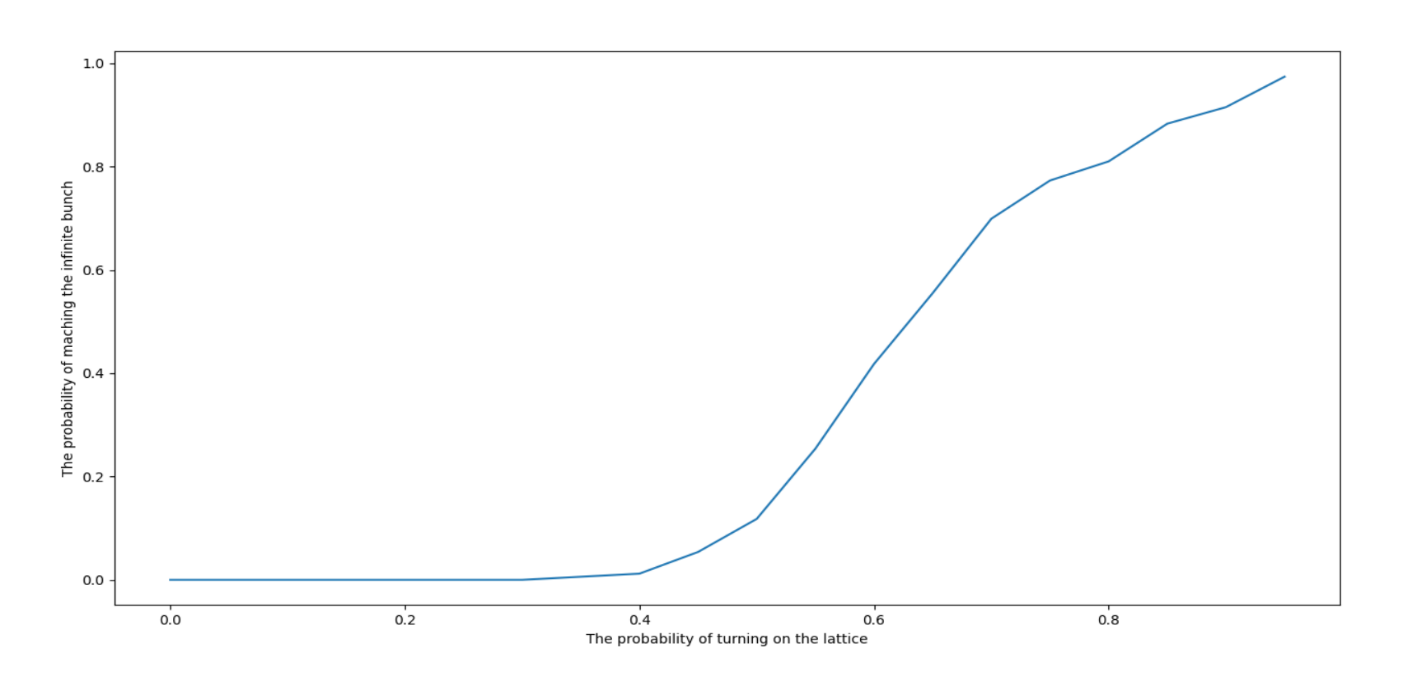 1.0
0.8
0.6
0.4
0.2
0.0
The probability of maching the infinite bunch
0.0 0.2 0.4 0.6 0.8
The probability of turning on the lattice